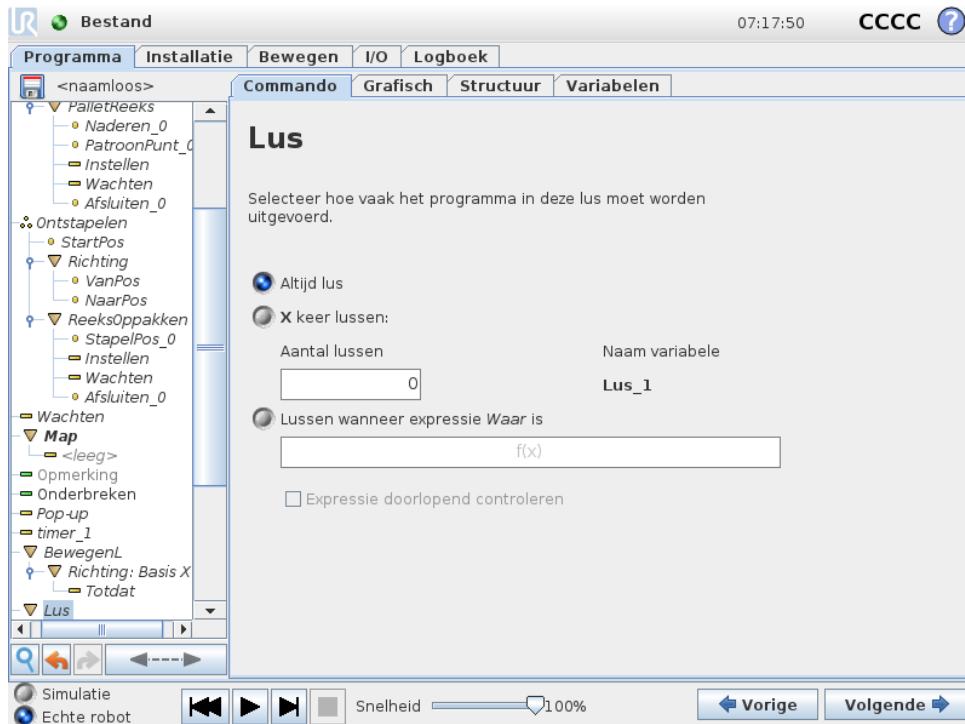 UR Bestand 07:17:50 CCCC ?
Programma Installatie Bewegen I/O Logboek
<naamloos>
Commando Grafisch Structuur Variabelen
PalletReeks
Naderen_0
PatroonPunt_0
Instellen
Wachten
Afsluiten_0
Ontstapelen
StartPos
Richting
VanPos
NaarPos
ReeksOppakken
StapelPos_0
Instellen
Wachten
Afsluiten_0
Wachten
Map
<leeg>
Opmerking
Onderbreken
Pop-up
timer_1
BewegenL
Richting: Basis X
Totdat
Lus
Lus
Selecteer hoe vaak het programma in deze lus moet worden
uitgevoerd.
Altijd lus
X keer lussen:
Aantal lussen Naam variabele
0 Lus_1
Lussen wanneer expressie Waar is
f(x)
Expressie doorlopend controleren
Simulatie
Echte robot
Snelheid 100%
Vorige Volgende